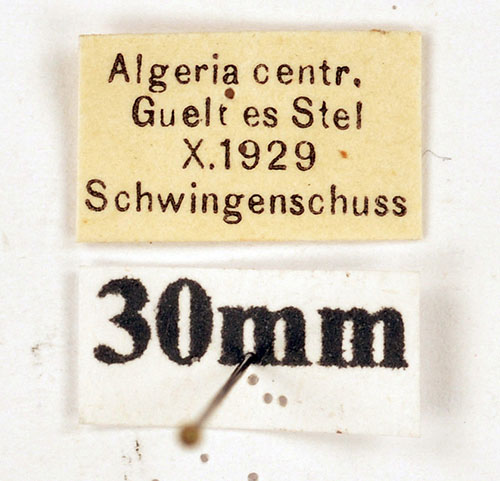 Algeria centr.
Guelt es Stel
X.1929
Schwingenschuss
30mm